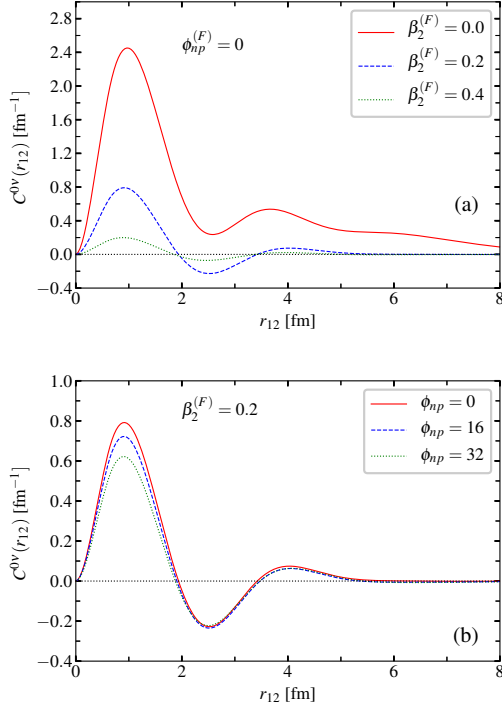 2.8
2.4
2.0
1.6
1.2
0.8
0.4
0.0
−0.4
C^{0ν}(r_{12}) [fm^{−1}]
ϕ_{np}^{(F)} = 0
β_2^{(F)} = 0.0
β_2^{(F)} = 0.2
β_2^{(F)} = 0.4
(a)
0 2 4 6 8
r_{12} [fm]
1.0
0.8
0.6
0.4
0.2
0.0
−0.2
−0.4
C^{0ν}(r_{12}) [fm^{−1}]
β_2^{(F)} = 0.2
ϕ_{np} = 0
ϕ_{np} = 16
ϕ_{np} = 32
(b)
0 2 4 6 8
r_{12} [fm]